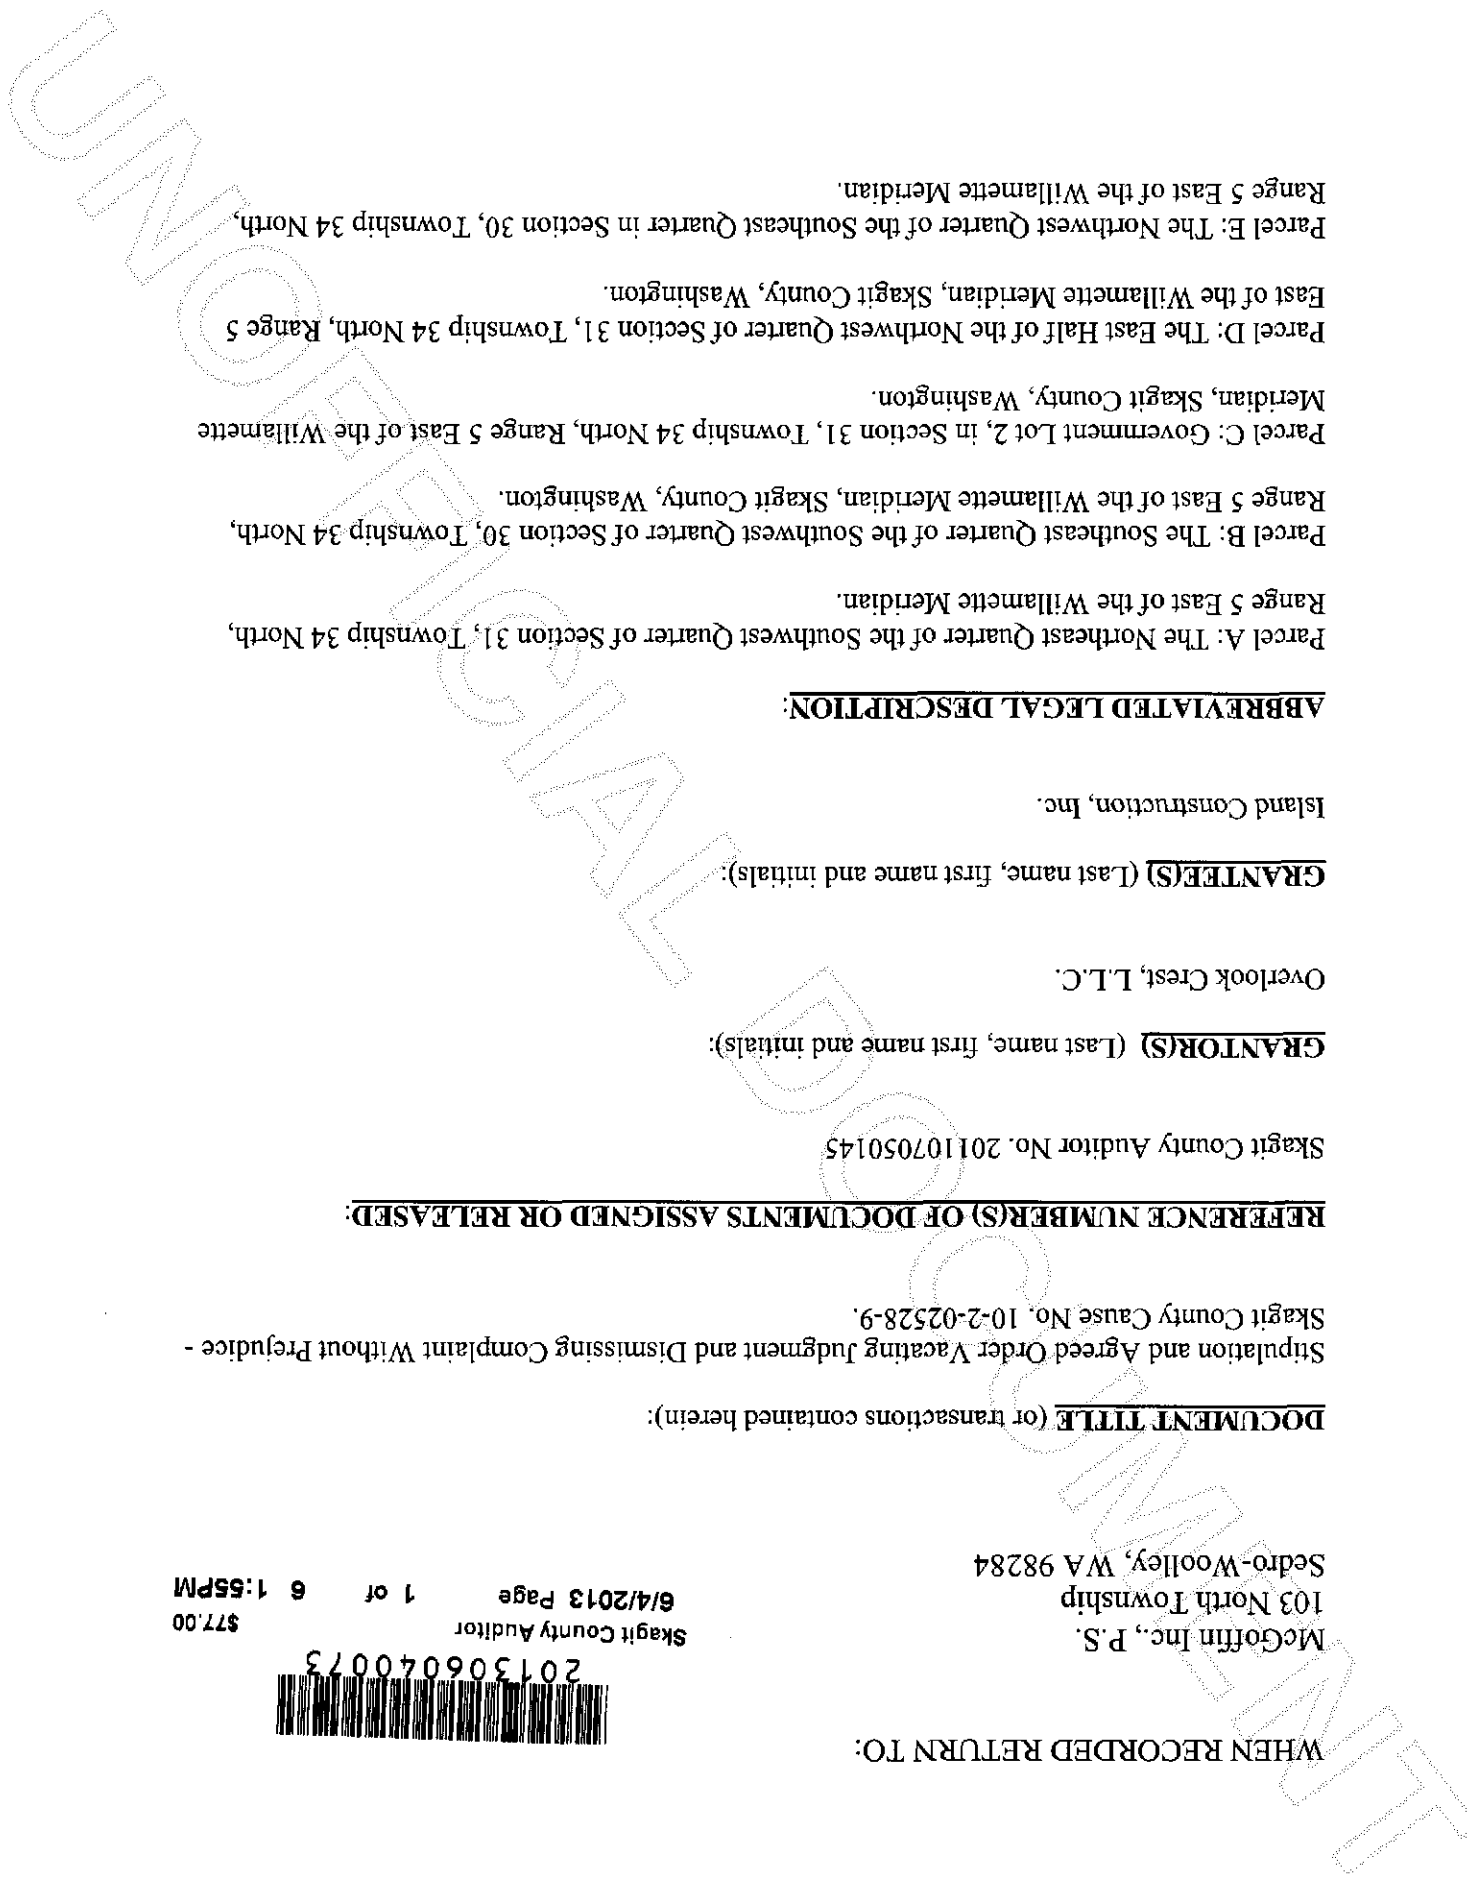 WHEN RECORDED RETURN TO:
McGoffin Inc., P.S.
103 North Township
Sedro-Woolley, WA 98284
201306040073
Skagit County Auditor $77.00
6/4/2013 Page 1 of 6 1:55PM
DOCUMENT TITLE (or transactions contained herein):
Stipulation and Agreed Order Vacating Judgment and Dismissing Complaint Without Prejudice -
Skagit County Cause No. 10-2-02528-9.
REFERENCE NUMBER(S) OF DOCUMENTS ASSIGNED OR RELEASED:
Skagit County Auditor No. 201107050145
GRANTOR(S) (Last name, first name and initials):
Overlook Crest, L.L.C.
GRANTEE(S) (Last name, first name and initials):
Island Construction, Inc.
ABBREVIATED LEGAL DESCRIPTION:
Parcel A: The Northeast Quarter of the Southwest Quarter of Section 31, Township 34 North,
Range 5 East of the Willamette Meridian.
Parcel B: The Southeast Quarter of the Southwest Quarter of Section 30, Township 34 North,
Range 5 East of the Willamette Meridian, Skagit County, Washington.
Parcel C: Government Lot 2, in Section 31, Township 34 North, Range 5 East of the Willamette
Meridian, Skagit County, Washington.
Parcel D: The East Half of the Northwest Quarter of Section 31, Township 34 North, Range 5
East of the Willamette Meridian, Skagit County, Washington.
Parcel E: The Northwest Quarter of the Southeast Quarter in Section 30, Township 34 North,
Range 5 East of the Willamette Meridian.
UNOFFICIAL DOCUMENT